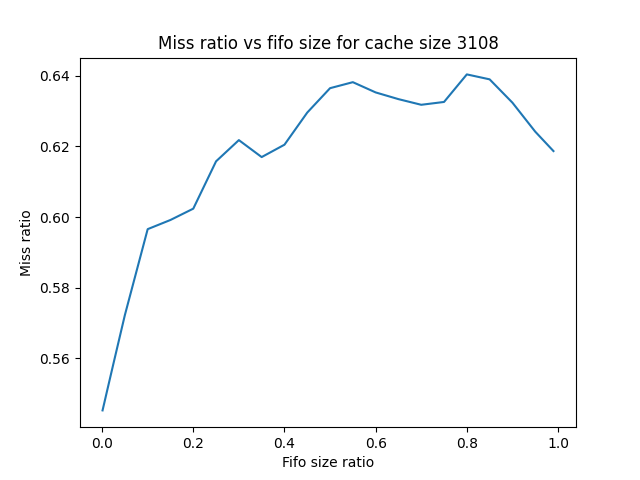 Miss ratio vs fifo size for cache size 3108
Miss ratio
0.64
0.62
0.60
0.58
0.56
0.0 0.2 0.4 0.6 0.8 1.0
Fifo size ratio